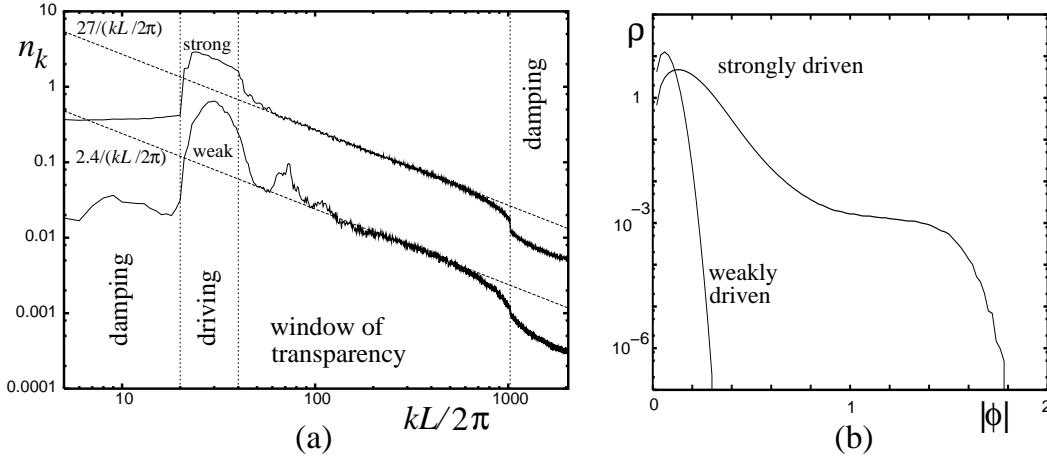 10
1
0.1
0.01
0.001
0.0001
n_k
27/(kL/2π)
2.4/(kL/2π)
strong
weak
damping
driving
window of
transparency
damping
10
100
1000
kL/2π
(a)
ρ
1
10^-3
10^-6
strongly driven
weakly
driven
0
1
2
|ϕ|
(b)